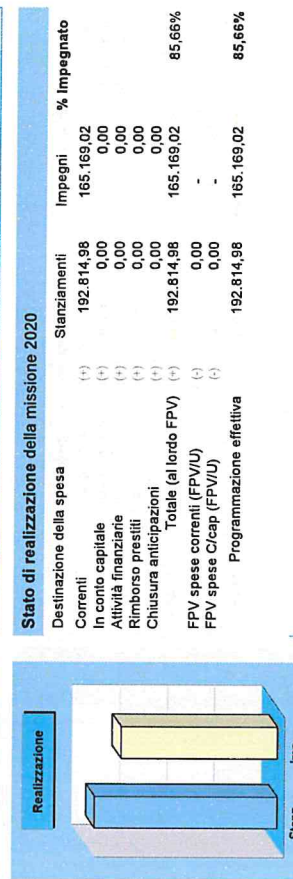 Stato di realizzazione della missione 2020
Destinazione della spesa Stanziamenti Impegni % Impegnato
Correnti (+) 192.814,98 165.169,02
In conto capitale (+) 0,00 0,00
Attività finanziarie (+) 0,00 0,00
Rimborso prestiti (+) 0,00 0,00
Chiusura anticipazioni (+) 0,00 0,00
Totale (al lordo FPV) (+) 192.814,98 165.169,02 85,66%
FPV spese correnti (FPV/U) (-) 0,00 -
FPV spese C/cap (FPV/U) (-) 0,00 -
Programmazione effettiva 192.814,98 165.169,02 85,66%
Realizzazione